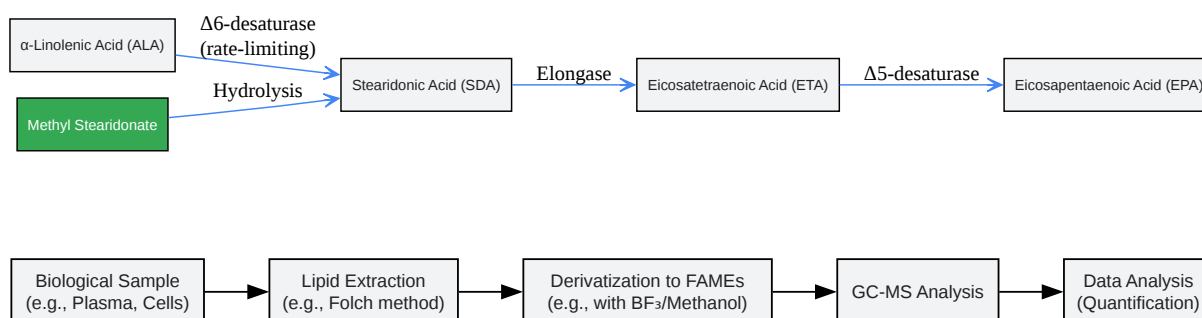 α-Linolenic Acid (ALA)
Δ6-desaturase
(rate-limiting)
Methyl Stearidonate
Hydrolysis
Stearidonic Acid (SDA)
Elongase
Eicosatetraenoic Acid (ETA)
Δ5-desaturase
Eicosapentaenoic Acid (EPA)
Biological Sample
(e.g., Plasma, Cells)
Lipid Extraction
(e.g., Folch method)
Derivatization to FAMEs
(e.g., with BF₃/Methanol)
GC-MS Analysis
Data Analysis
(Quantification)